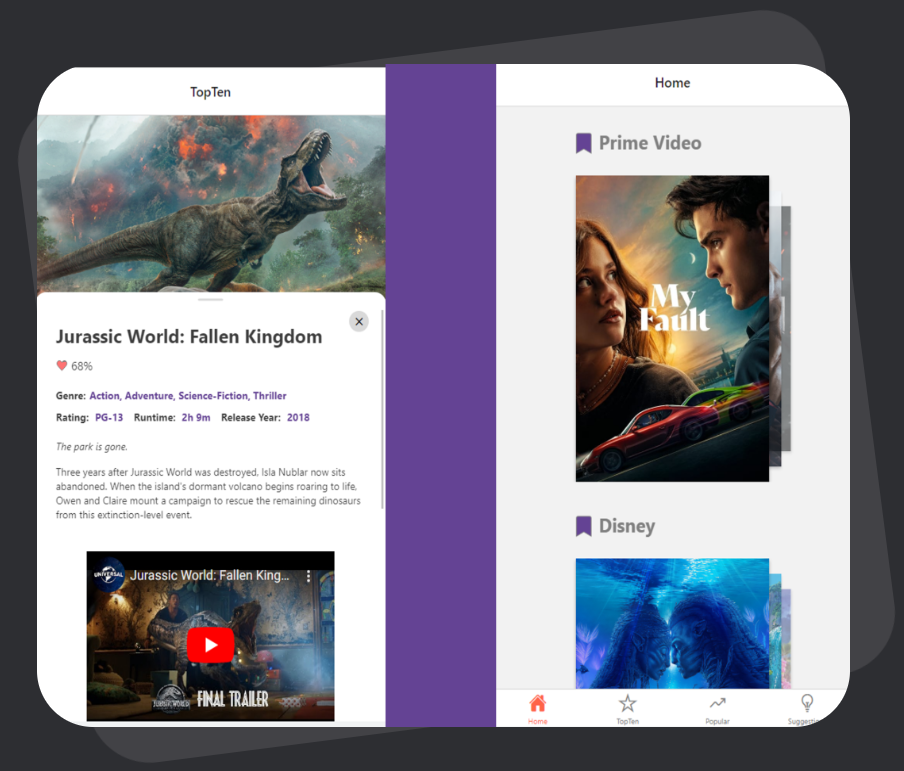 TopTen
Jurassic World: Fallen Kingdom
68%
Genre: Action, Adventure, Science-Fiction, Thriller
Rating: PG-13 Runtime: 2h 9m Release Year: 2018
The park is gone.
Three years after Jurassic World was destroyed, Isla Nublar now sits
abandoned. When the island's dormant volcano begins roaring to life,
Owen and Claire mount a campaign to rescue the remaining dinosaurs
from this extinction-level event.
UNIVERSAL
Jurassic World: Fallen King...
JURASSIC WORLD
FINAL TRAILER
Home
Prime Video
My
Fault
Disney
Home
TopTen
Popular